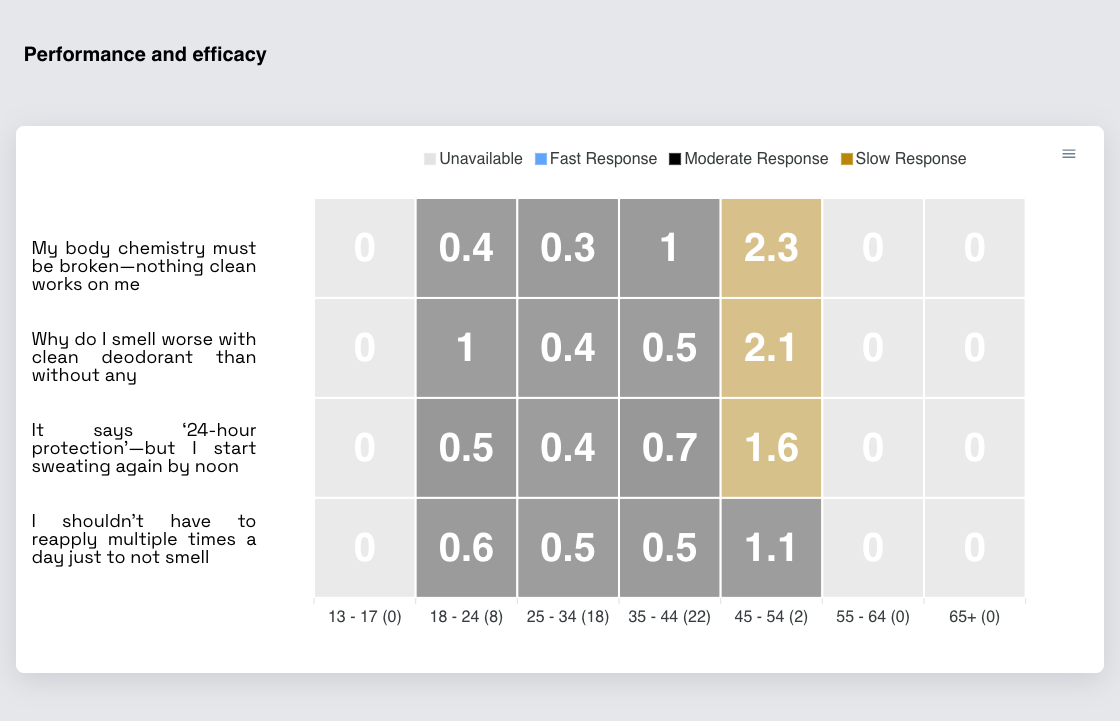 Performance and efficacy
Unavailable Fast Response Moderate Response Slow Response
My body chemistry must
be broken—nothing clean
works on me
0 0.4 0.3 1 2.3 0 0
Why do I smell worse with
clean deodorant than
without any
0 1 0.4 0.5 2.1 0 0
It says ‘24-hour
protection’—but I start
sweating again by noon
0 0.5 0.4 0.7 1.6 0 0
I shouldn’t have to
reapply multiple times a
day just to not smell
0 0.6 0.5 0.5 1.1 0 0
13 - 17 (0) 18 - 24 (8) 25 - 34 (18) 35 - 44 (22) 45 - 54 (2) 55 - 64 (0) 65+ (0)